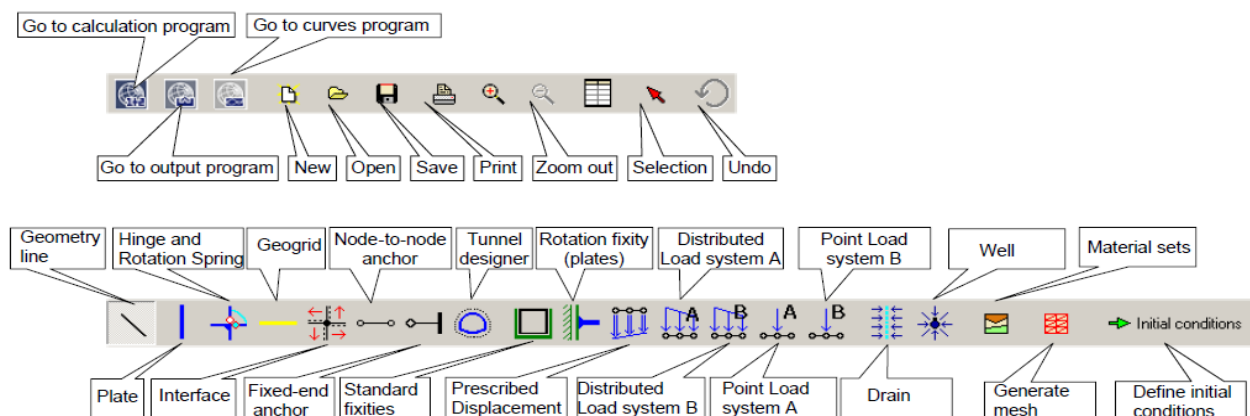 Go to calculation program
Go to curves program
Go to output program
New
Open
Save
Print
Zoom out
Selection
Undo
Geometry
line
Hinge and
Rotation Spring
Geogrid
Node-to-node
anchor
Tunnel
designer
Rotation fixity
(plates)
Distributed
Load system A
Point Load
system B
Well
Material sets
A
B
A
B
Initial conditions
Plate
Interface
Fixed-end
anchor
Standard
fixities
Prescribed
Displacement
Distributed
Load system B
Point Load
system A
Drain
Generate
mesh
Define initial
conditions